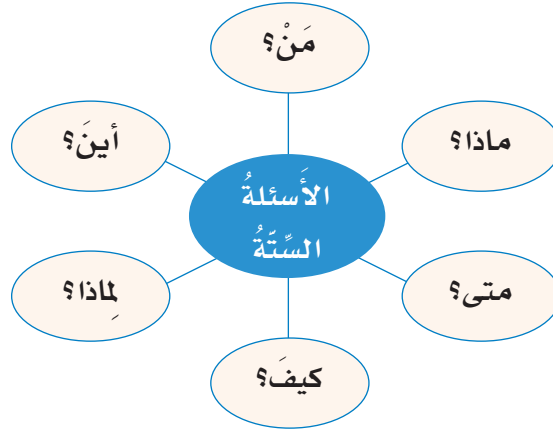 مَنْ؟
ماذا؟
أينَ؟
الأَسئلةُ
السِّتّةُ
متى؟
لِماذا؟
كيفَ؟